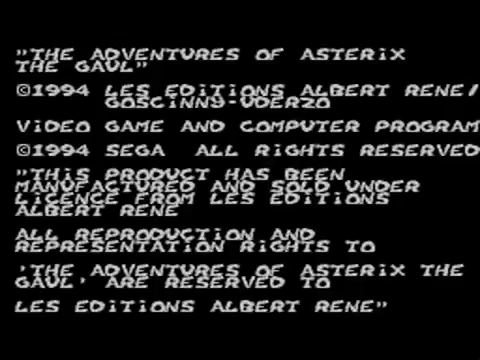 "THE ADVENTURES OF ASTERiX
THE GAUL"
©1994 LES EDiTiONS ALBERT RENE/
GOSCiNNY-UDERZO
ViDEO GAME AND COMPUTER PROGRAM
©1994 SEGA ALL RiGHTS RESERVED
"THiS PRODUCT HAS BEEN
MANUFACTURED AND SOLD UNDER
LiCENCE FROM LES EDiTiONS
ALBERT RENE
ALL REPRODUCTiON AND
REPRESENTATiON RiGHTS TO
'THE ADVENTURES OF ASTERiX THE
GAUL' ARE RESERVED TO
LES EDiTiONS ALBERT RENE"